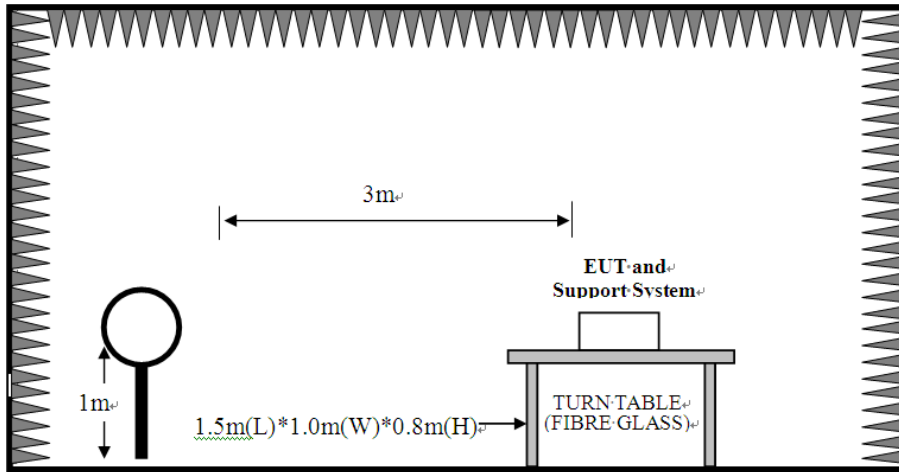 3m
EUT and
Support System
1m
1.5m(L)*1.0m(W)*0.8m(H)
TURN TABLE
(FIBRE GLASS)